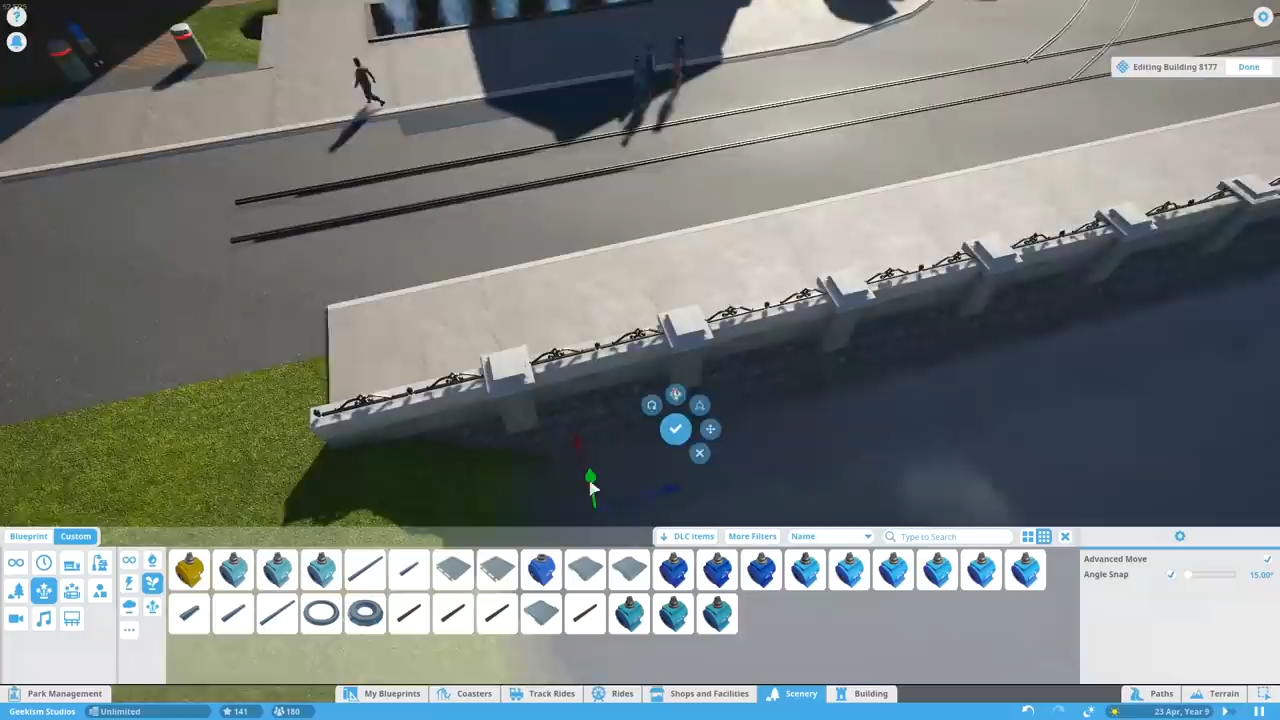 Editing Building 8177 Done
Blueprint Custom
DLC items More Filters Name Type to Search
Advanced Move
Angle Snap 15.00°
Park Management My Blueprints Coasters Track Rides Rides Shops and Facilities Scenery Building Paths Terrain
Geekism Studios Unlimited 141 180 23 Apr, Year 9